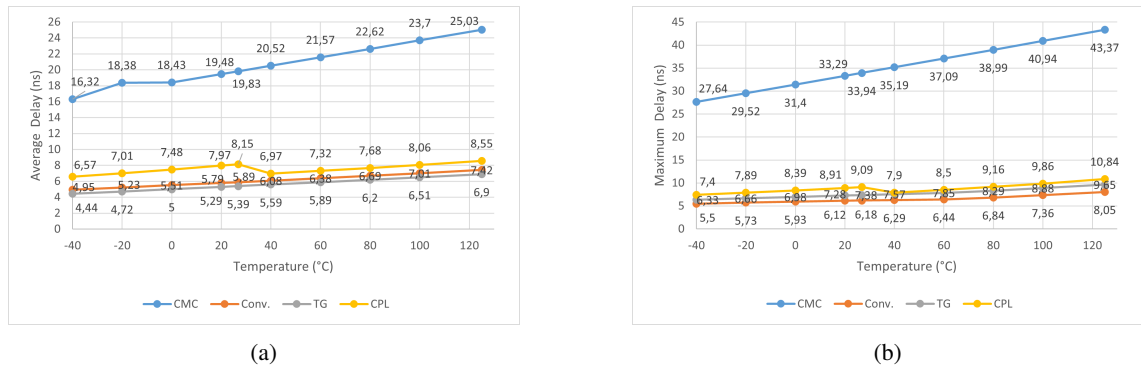 26
24
22
20
18
16
14
12
10
8
6
4
2
0
Average Delay (ns)
16,32 18,38 18,43 19,48 19,83 20,52 21,57 22,62 23,7 25,03
6,57 7,01 7,48 7,97 8,15 6,97 7,32 7,68 8,06 8,55
4,95 5,23 5,51 5,79 5,89 6,08 6,38 6,69 7,01 7,42
4,44 4,72 5 5,29 5,39 5,59 5,89 6,2 6,51 6,9
-40 -20 0 20 40 60 80 100 120
Temperature (°C)
CMC Conv. TG CPL
(a)
45
40
35
30
25
20
15
10
5
0
Maximum Delay (ns)
27,64 29,52 31,4 33,29 33,94 35,19 37,09 38,99 40,94 43,37
7,4 7,89 8,39 8,91 9,09 7,9 8,5 9,16 9,86 10,84
6,33 6,66 6,98 7,28 7,38 7,57 7,85 8,29 8,88 9,65
5,5 5,73 5,93 6,12 6,18 6,29 6,44 6,84 7,36 8,05
-40 -20 0 20 40 60 80 100 120
Temperature (°C)
CMC Conv. TG CPL
(b)